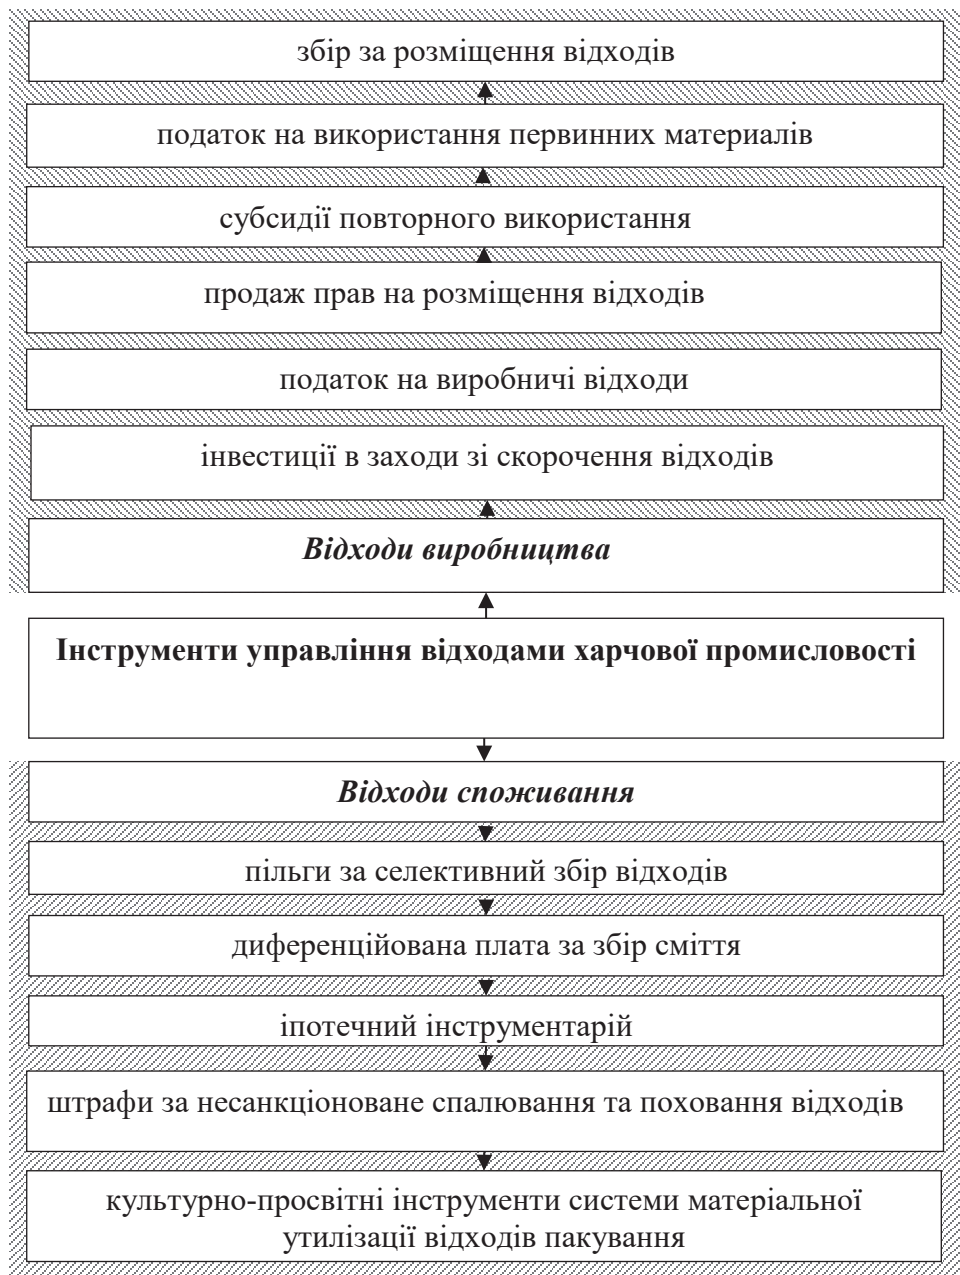 збір за розміщення відходів
податок на використання первинних материалів
субсидії повторного використання
продаж прав на розміщення відходів
податок на виробничі відходи
інвестиції в заходи зі скорочення відходів
Відходи виробництва
Інструменти управління відходами харчової промисловості
Відходи споживання
пільги за селективний збір відходів
диференційована плата за збір сміття
іпотечний інструментарій
штрафи за несанкціоноване спалювання та поховання відходів
культурно-просвітні інструменти системи матеріальної
утилізації відходів пакування